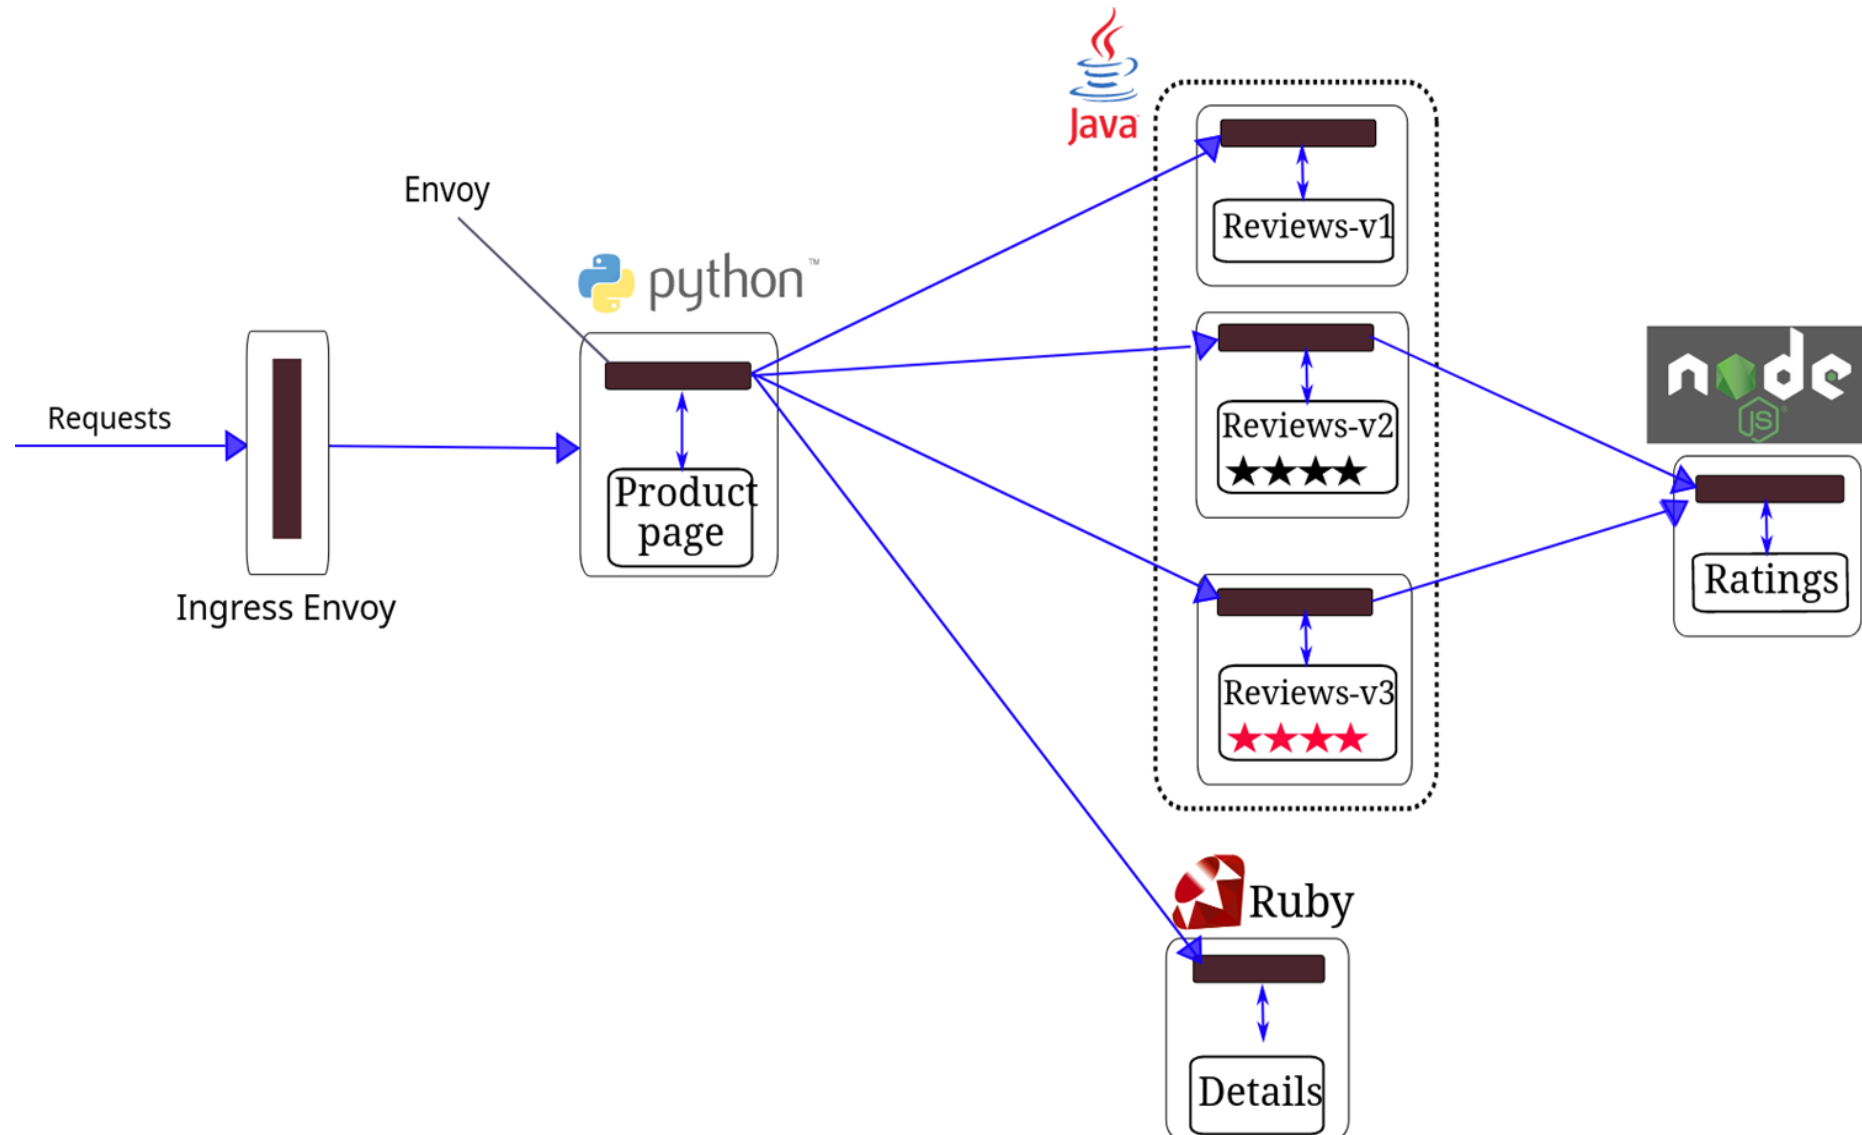 Java
Envoy
python™
Requests
Ingress Envoy
Product
page
Reviews-v1
Reviews-v2
Reviews-v3
node
JS
Ratings
Ruby
Details